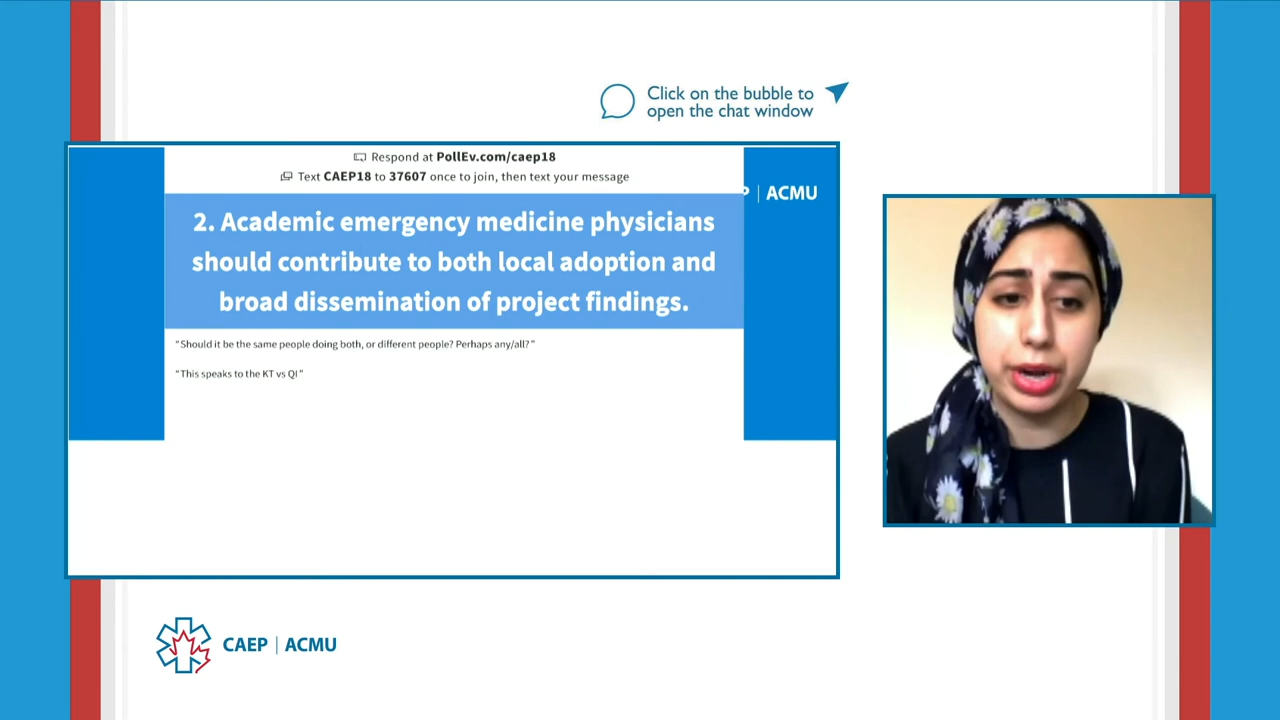 Click on the bubble to
open the chat window
Respond at PollEv.com/caep18
Text CAEP18 to 37607 once to join, then text your message
| ACMU
2. Academic emergency medicine physicians
should contribute to both local adoption and
broad dissemination of project findings.
"Should it be the same people doing both, or different people? Perhaps any/all?"
"This speaks to the KT vs QI"
CAEP | ACMU